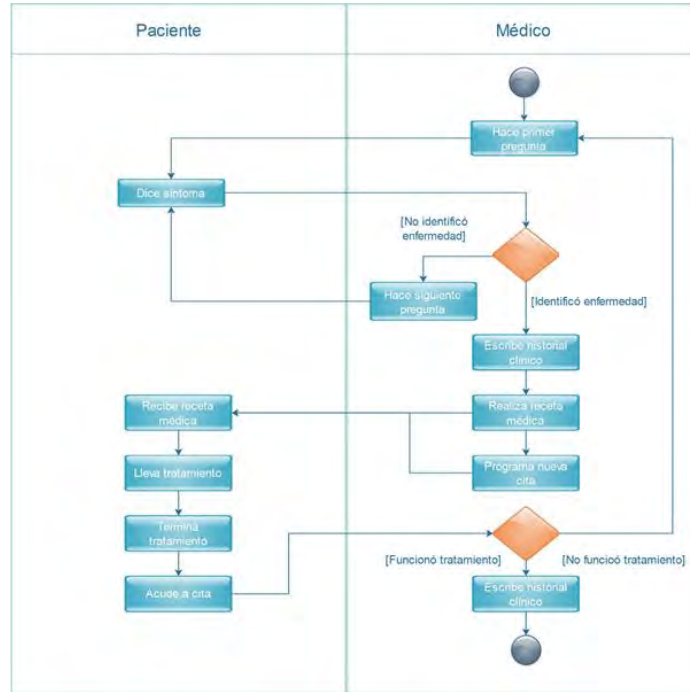 Paciente
Médico
Hace primer
pregunta
Dice síntoma
[No identificó
enfermedad]
Hace siguiente
pregunta
[Identificó enfermedad]
Escribe historial
clínico
Recibe receta
médica
Realiza receta
médica
Lleva tratamiento
Programa nueva
cita
Termina
tratamiento
[Funcionó tratamiento]
[No funcioó tratamiento]
Acude a cita
Escribe historial
clínico